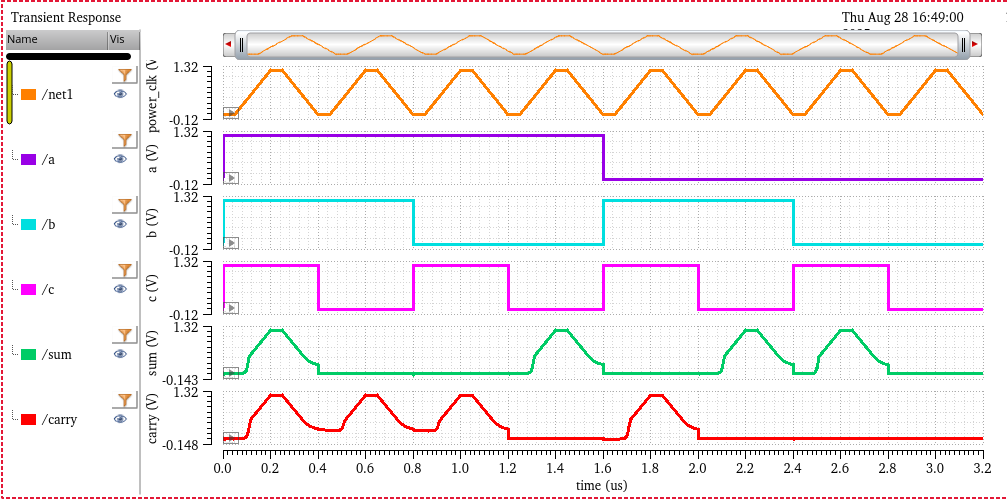 Transient Response
Thu Aug 28 16:49:00
Name Vis
/net1
/a
/b
/c
/sum
/carry
power_clk (V
1.32
-0.12
a (V)
1.32
-0.12
b (V)
1.32
-0.12
c (V)
1.32
-0.12
sum (V)
1.32
-0.143
carry (V)
1.32
-0.148
0.0 0.2 0.4 0.6 0.8 1.0 1.2 1.4 1.6 1.8 2.0 2.2 2.4 2.6 2.8 3.0 3.2
time (us)